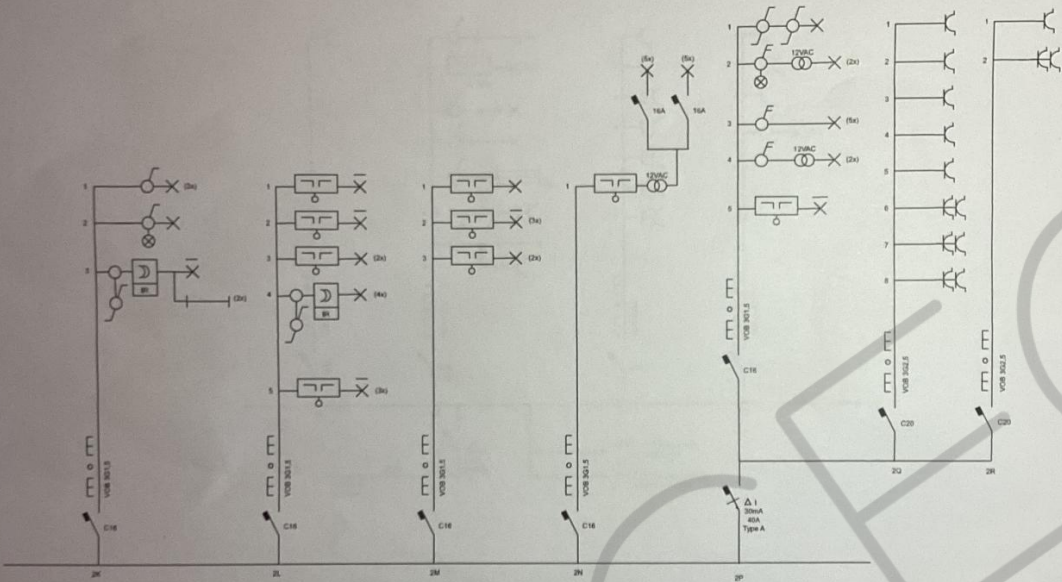 1
(3x)
2
3
IR
(2x)
VOB 3G1,5
C16
2K
1
2
3
(2x)
4
IR
(4x)
5
(3x)
VOB 3G1,5
C16
2L
1
2
(3x)
3
(2x)
VOB 3G1,5
C16
2M
(5x)
(5x)
16A
16A
1
12VAC
VOB 3G1,5
C16
2N
1
2
12VAC
(2x)
3
(5x)
4
12VAC
(2x)
5
VOB 3G1,5
C16
Δ I
30mA
40A
Type A
2P
1
2
3
4
5
6
7
8
VOB 3G2,5
C20
2Q
1
2
VOB 3G2,5
C20
2R